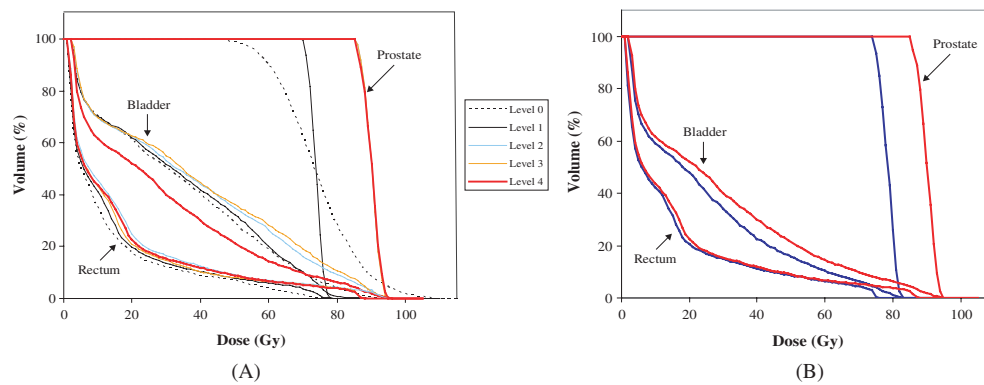 100
80
60
40
20
0
Volume (%)
Prostate
Bladder
Rectum
0 20 40 60 80 100
Dose (Gy)
(A)
Level 0
Level 1
Level 2
Level 3
Level 4
100
80
60
40
20
0
Volume (%)
Prostate
Bladder
Rectum
0 20 40 60 80 100
Dose (Gy)
(B)